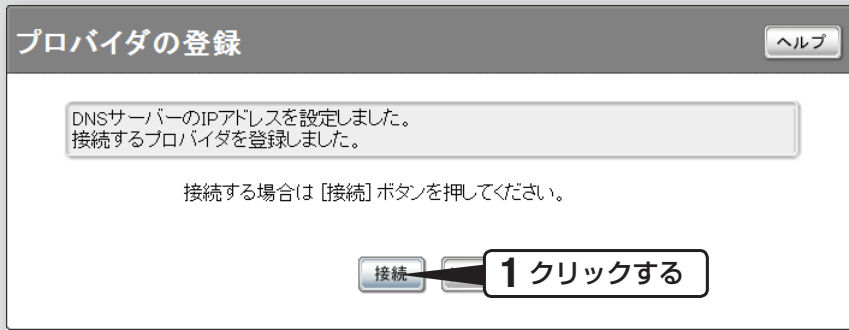 プロバイダの登録
ヘルプ
DNSサーバーのIPアドレスを設定しました。
接続するプロバイダを登録しました。
接続する場合は [接続] ボタンを押してください。
接続
1 クリックする